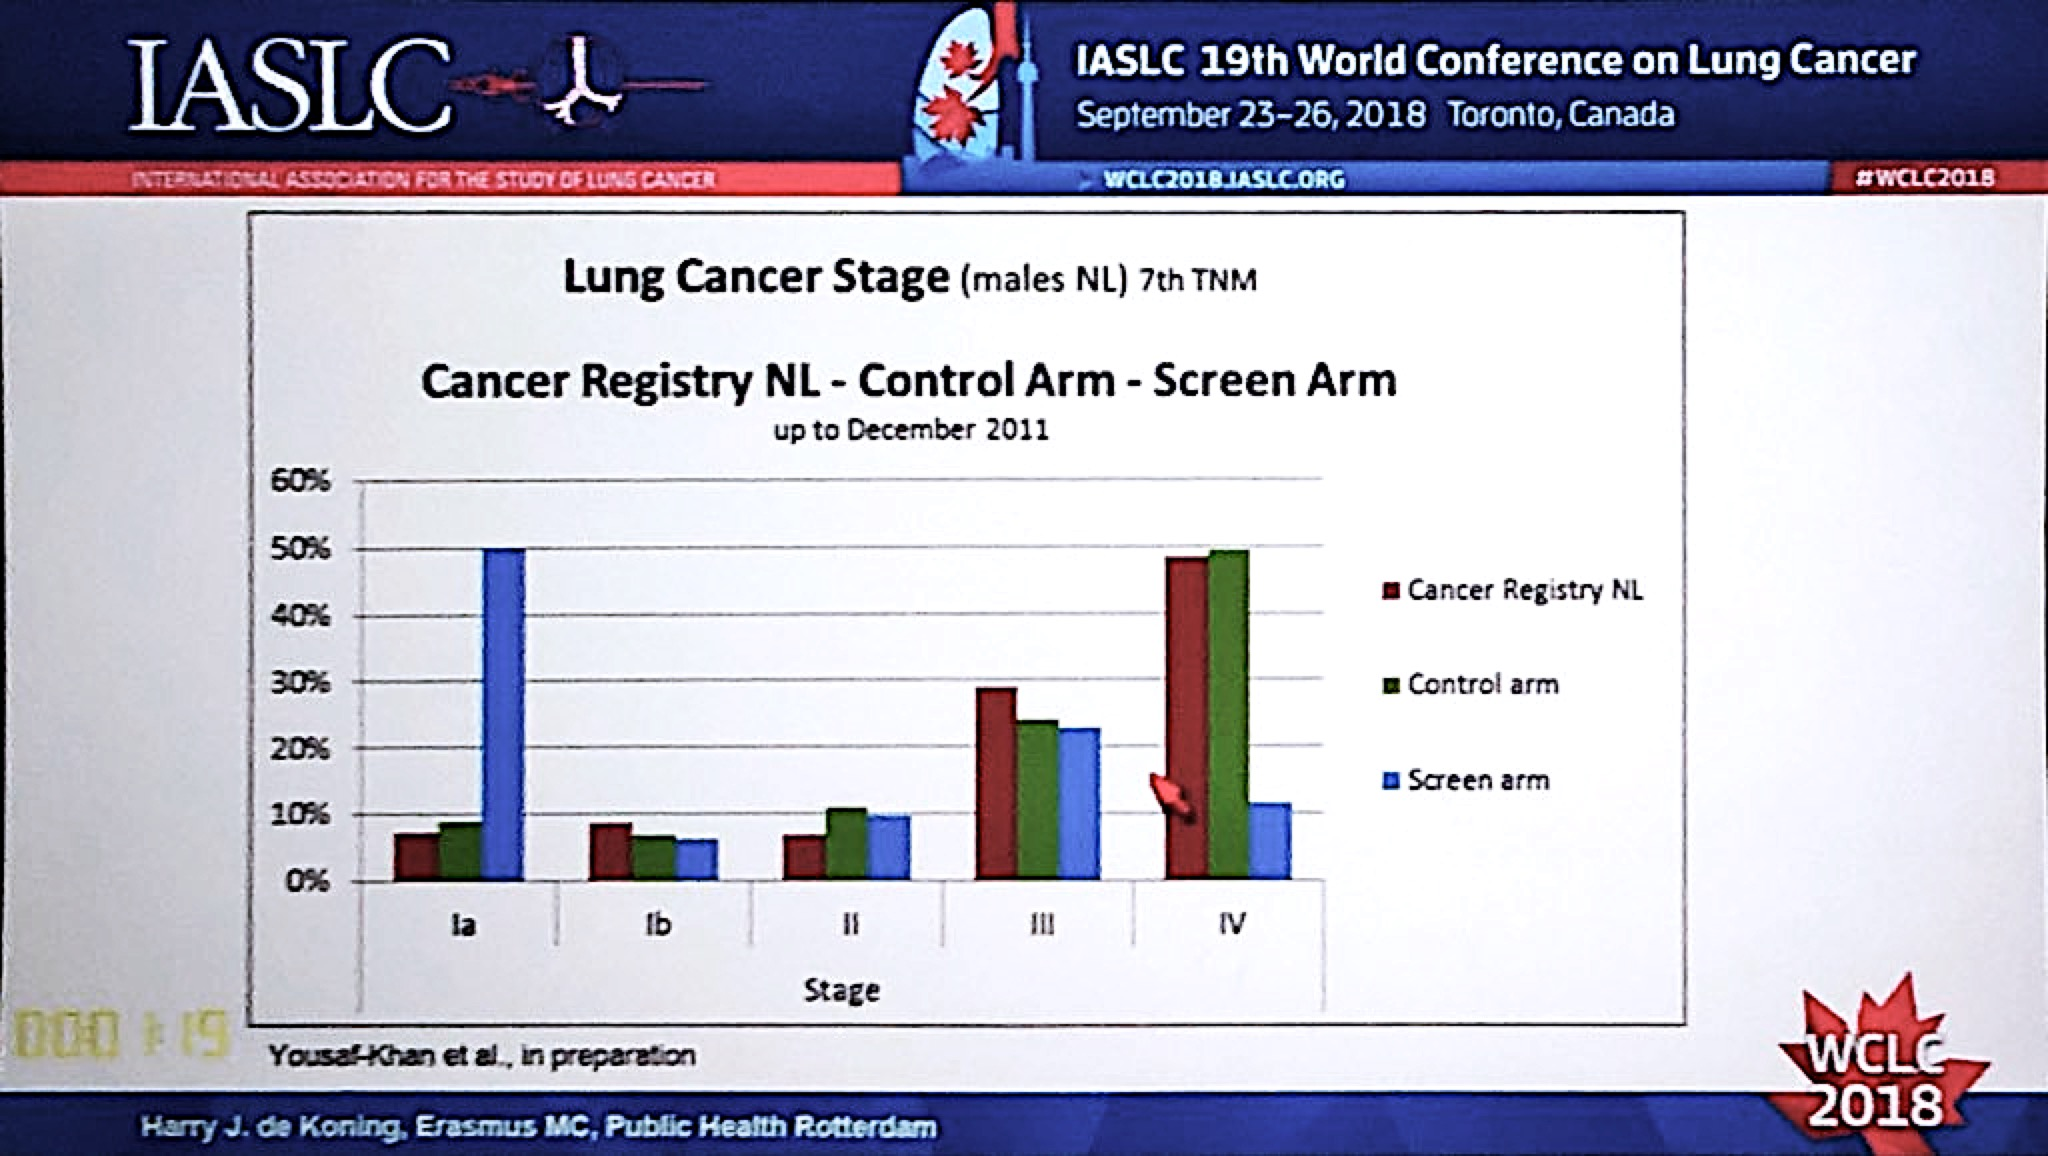 IASLC
IASLC 19th World Conference on Lung Cancer
September 23–26, 2018 Toronto, Canada
INTERNATIONAL ASSOCIATION FOR THE STUDY OF LUNG CANCER
WCLC2018.IASLC.ORG
#WCLC2018
Lung Cancer Stage (males NL) 7th TNM
Cancer Registry NL - Control Arm - Screen Arm
up to December 2011
60%
50%
40%
30%
20%
10%
0%
Ia Ib II III IV
Stage
Cancer Registry NL
Control arm
Screen arm
000 1:19
Yousaf-Khan et al., in preparation
WCLC
2018
Harry J. de Koning, Erasmus MC, Public Health Rotterdam